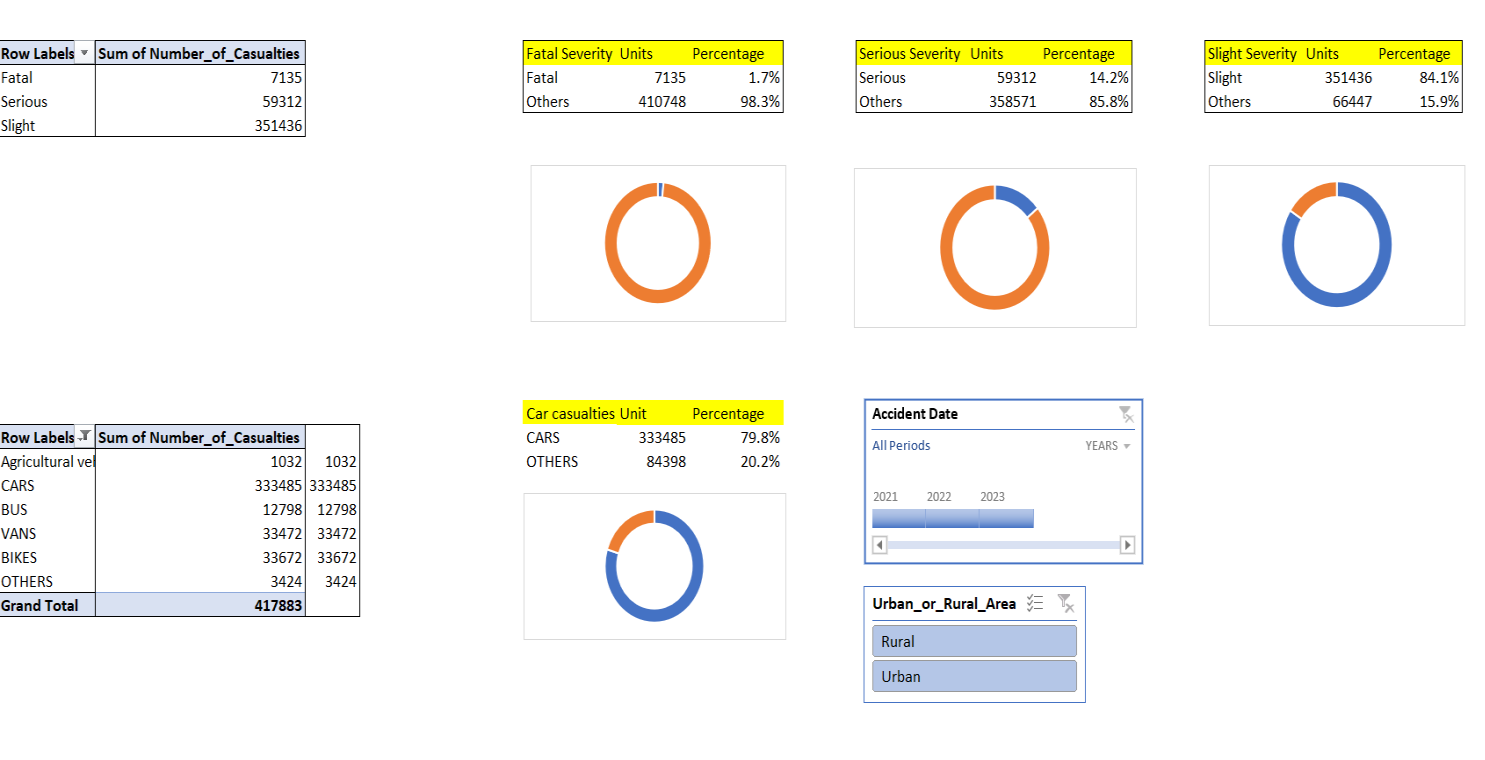 Row Labels Sum of Number_of_Casualties
Fatal 7135
Serious 59312
Slight 351436
Fatal Severity Units Percentage
Fatal 7135 1.7%
Others 410748 98.3%
Serious Severity Units Percentage
Serious 59312 14.2%
Others 358571 85.8%
Slight Severity Units Percentage
Slight 351436 84.1%
Others 66447 15.9%
Row Labels Sum of Number_of_Casualties
Agricultural vel 1032 1032
CARS 333485 333485
BUS 12798 12798
VANS 33472 33472
BIKES 33672 33672
OTHERS 3424 3424
Grand Total 417883
Car casualties Unit Percentage
CARS 333485 79.8%
OTHERS 84398 20.2%
Accident Date
All Periods YEARS
2021 2022 2023
Urban_or_Rural_Area
Rural
Urban